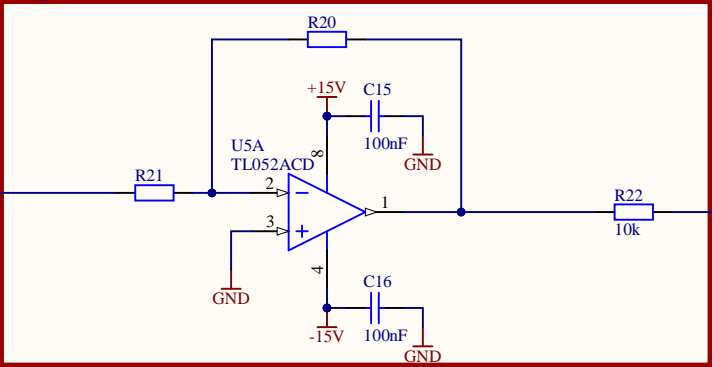 R20
+15V
C15
100nF
GND
U5A
TL052ACD
8
R21
2
3
1
R22
10k
GND
4
C16
-15V
100nF
GND